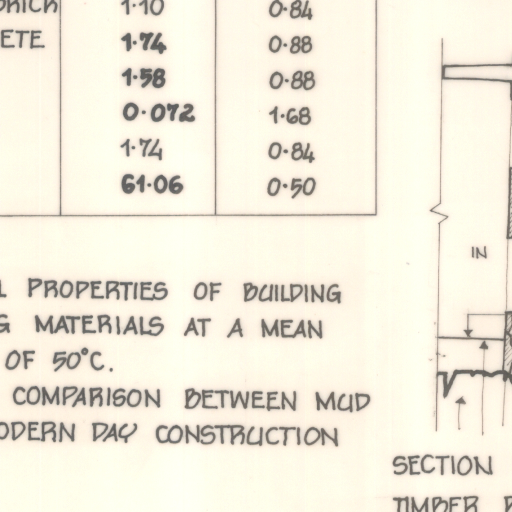 BRICK 1·10 0·84
ETE 1·74 0·88
1·58 0·88
0·072 1·68
1·74 0·84
61·06 0·50
L PROPERTIES OF BUILDING
G MATERIALS AT A MEAN
OF 50°C.
COMPARISON BETWEEN MUD
ODERN DAY CONSTRUCTION
IN
SECTION
TIMBER